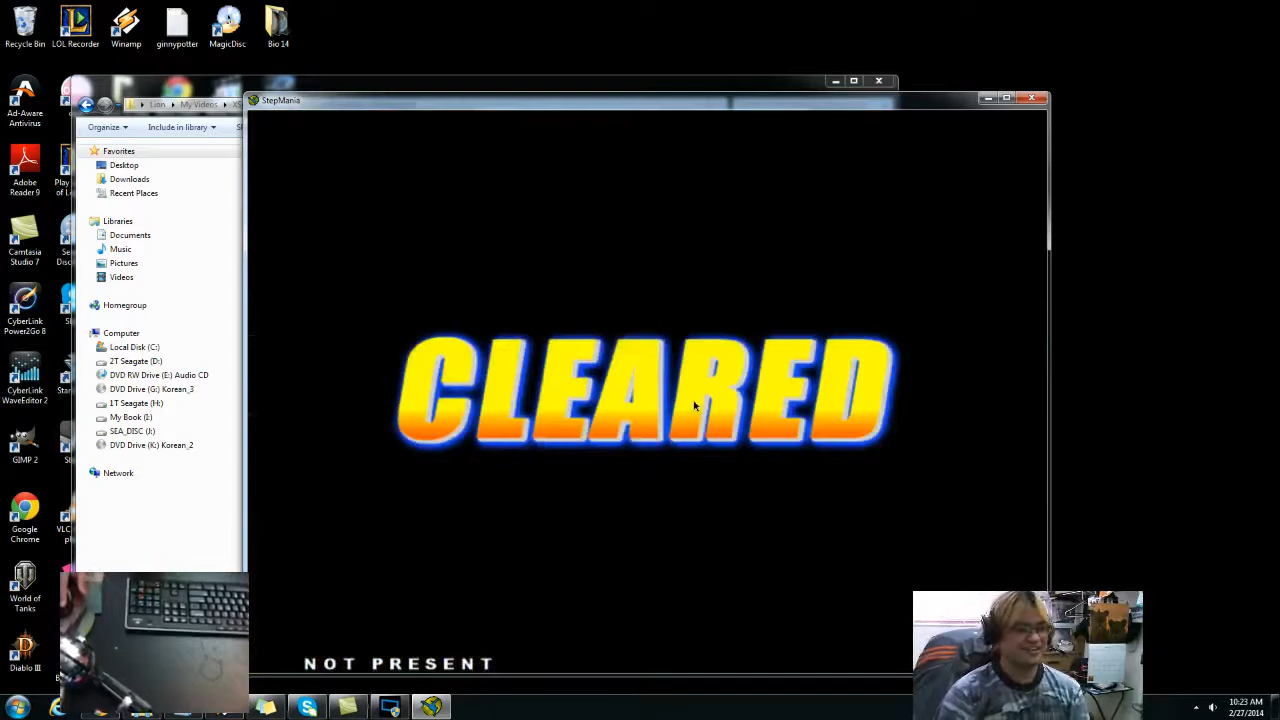 Recycle Bin
LOL Recorder
Winamp
ginnypotter
MagicDisc
Bio 14
Ad-Aware
Antivirus
Adobe
Reader 9
Camtasia
Studio 7
CyberLink
Power2Go 8
CyberLink
WaveEditor 2
GIMP 2
Google
Chrome
World of
Tanks
Diablo III
Lion
My Videos
Organize
Include in library
Favorites
Desktop
Downloads
Recent Places
Libraries
Documents
Music
Pictures
Videos
Homegroup
Computer
Local Disk (C:)
2T Seagate (D:)
DVD RW Drive (E:) Audio CD
DVD Drive (G:) Korean_3
1T Seagate (H:)
My Book (I:)
SEA_DISC (J:)
DVD Drive (K:) Korean_2
Network
StepMania
CLEARED
NOT PRESENT
10:23 AM
2/27/2014